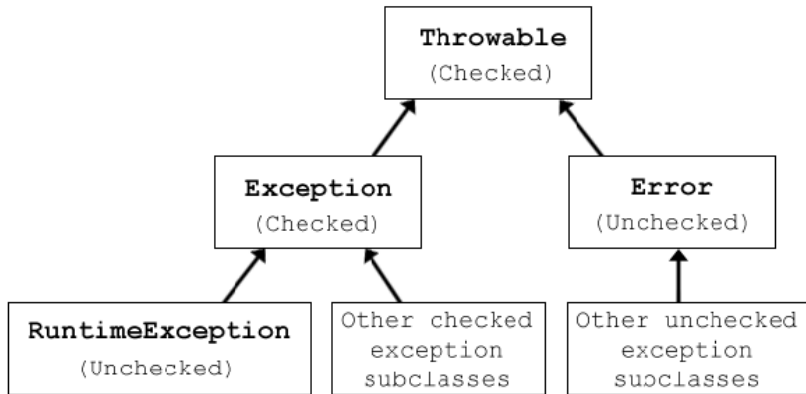 Throwable
(Checked)
Exception
(Checked)
Error
(Unchecked)
RuntimeException
(Unchecked)
Other checked
exception
subclasses
Other unchecked
exception
subclasses